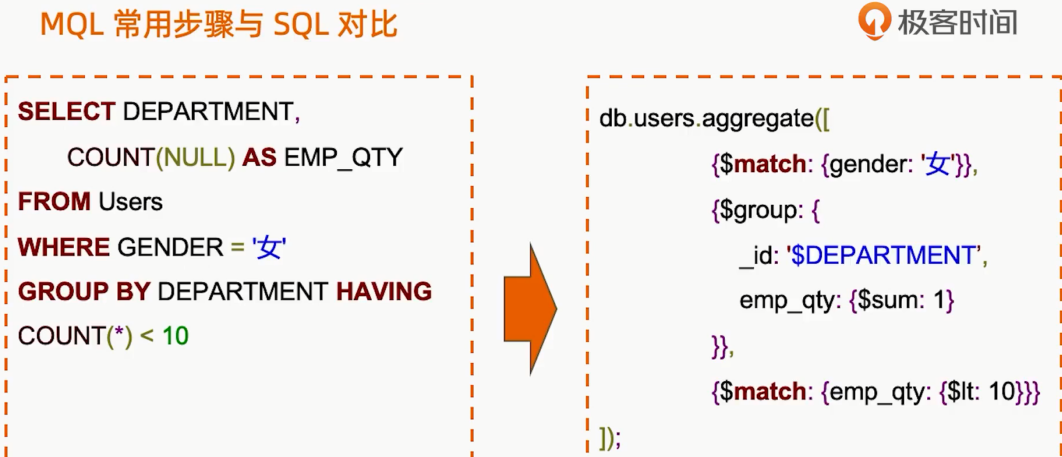 MQL 常用步骤与 SQL 对比
极客时间
SELECT DEPARTMENT,
COUNT(NULL) AS EMP_QTY
FROM Users
WHERE GENDER = '女'
GROUP BY DEPARTMENT HAVING
COUNT(*) < 10
db.users.aggregate([
{$match: {gender: '女'}},
{$group: {
_id: '$DEPARTMENT’,
emp_qty: {$sum: 1}
}},
{$match: {emp_qty: {$lt: 10}}}
]);